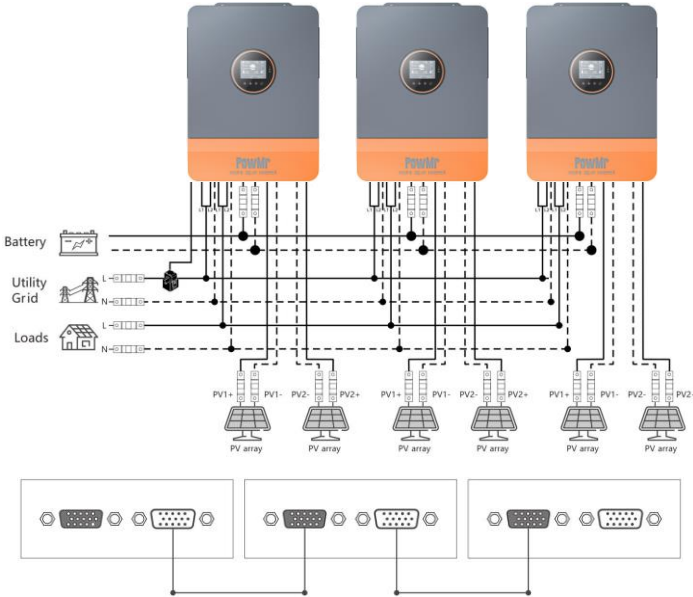 PowMr PowMr PowMr
Battery
Utility
Grid
L
N
Loads
L
N
PV1+ PV1- PV2- PV2+ PV1+ PV1- PV2- PV2+ PV1+ PV1- PV2- PV2-
PV array PV array PV array PV array PV array PV array